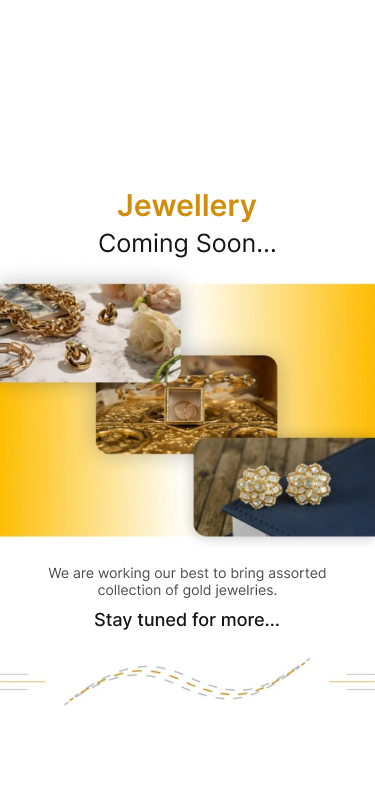 Jewellery
Coming Soon...
We are working our best to bring assorted
collection of gold jewelries.
Stay tuned for more...